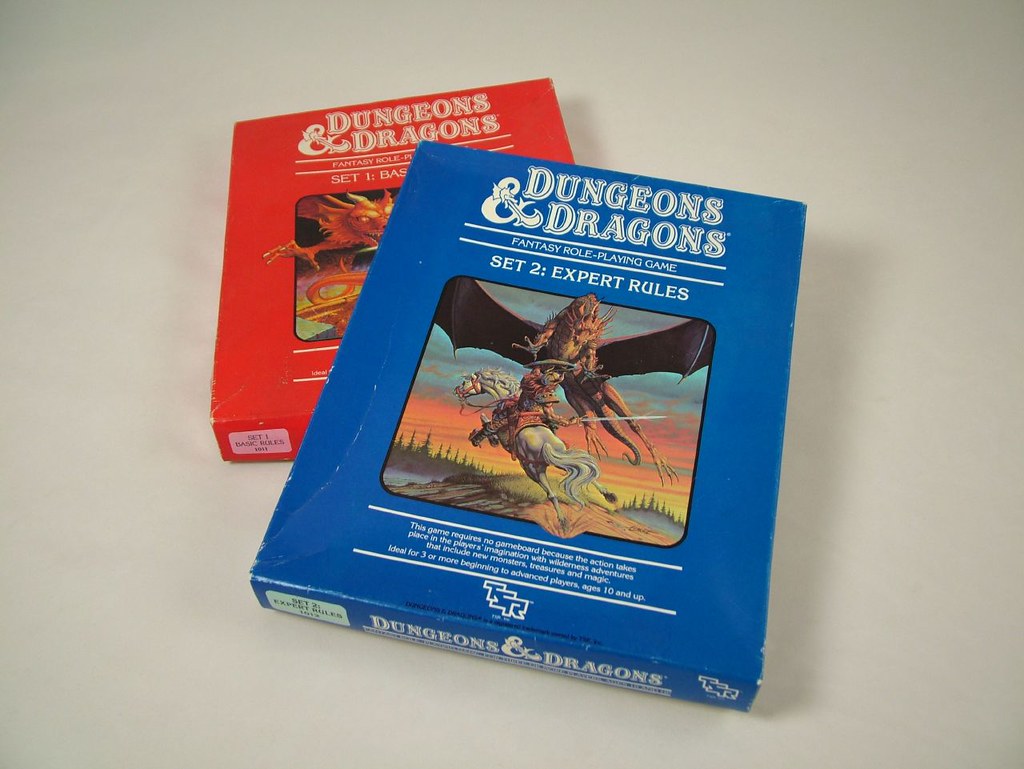 DUNGEONS
& DRAGONS
FANTASY ROLE-PL
SET 1: BAS
Ideal
SET 1
BASIC RULES
1011
DUNGEONS
& DRAGONS®
FANTASY ROLE-PLAYING GAME
SET 2: EXPERT RULES
This game requires no gameboard because the action takes
place in the players' imagination with wilderness adventures
that include new monsters, treasures and magic.
Ideal for 3 or more beginning to advanced players, ages 10 and up.
TSR
SET 2:
EXPERT RULES
DUNGEONS & DRAGONS
TSR